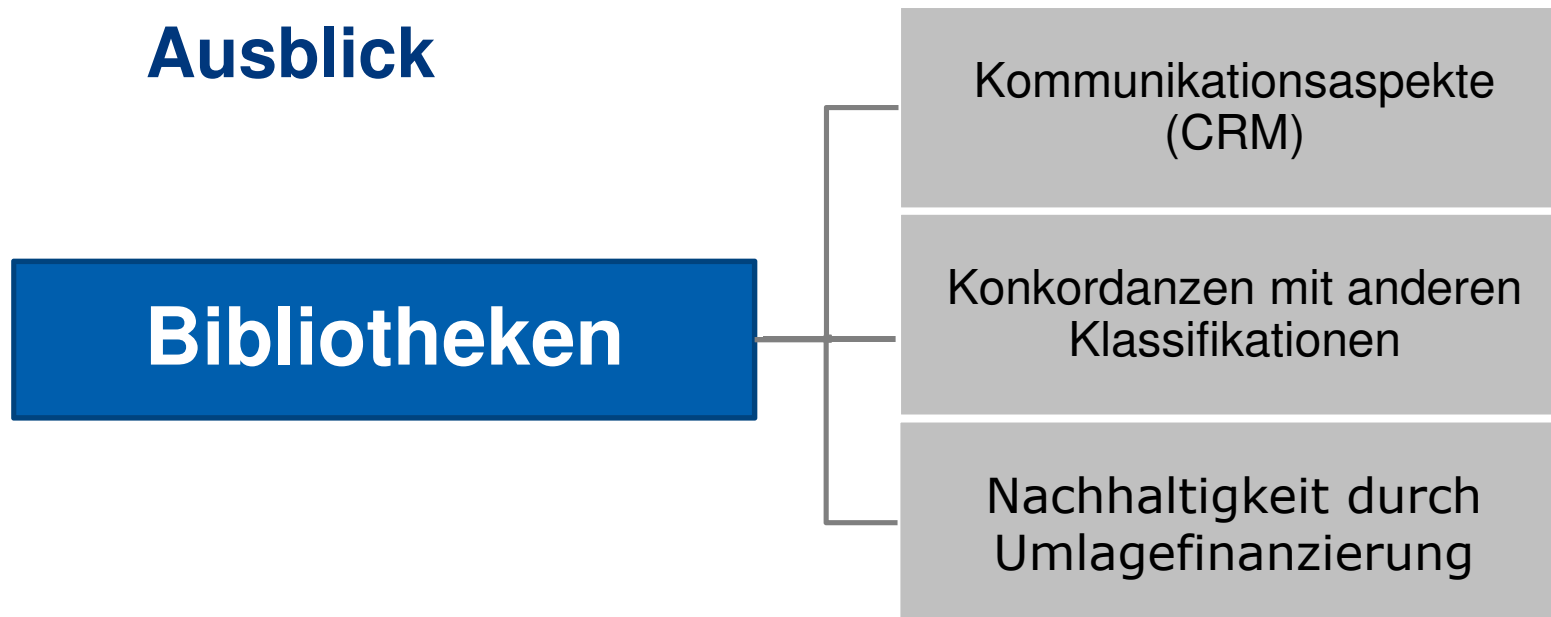 Ausblick
Bibliotheken
Kommunikationsaspekte
(CRM)
Konkordanzen mit anderen
Klassifikationen
Nachhaltigkeit durch
Umlagefinanzierung